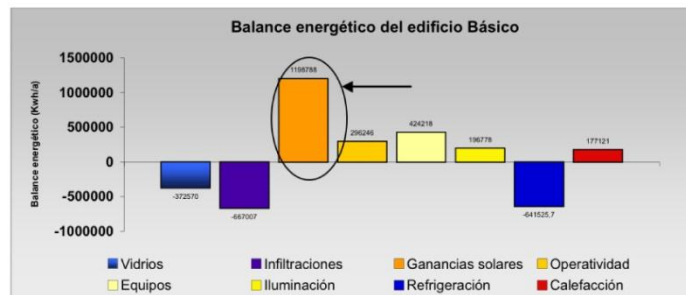 Balance energético del edificio Básico
Balance energético (Kwh/a)
1500000
1000000
500000
0
-500000
-1000000
-372570
-667007
1198788
296246
424218
196778
-641525,7
177121
Vidrios
Infiltraciones
Ganancias solares
Operatividad
Equipos
Iluminación
Refrigeración
Calefacción